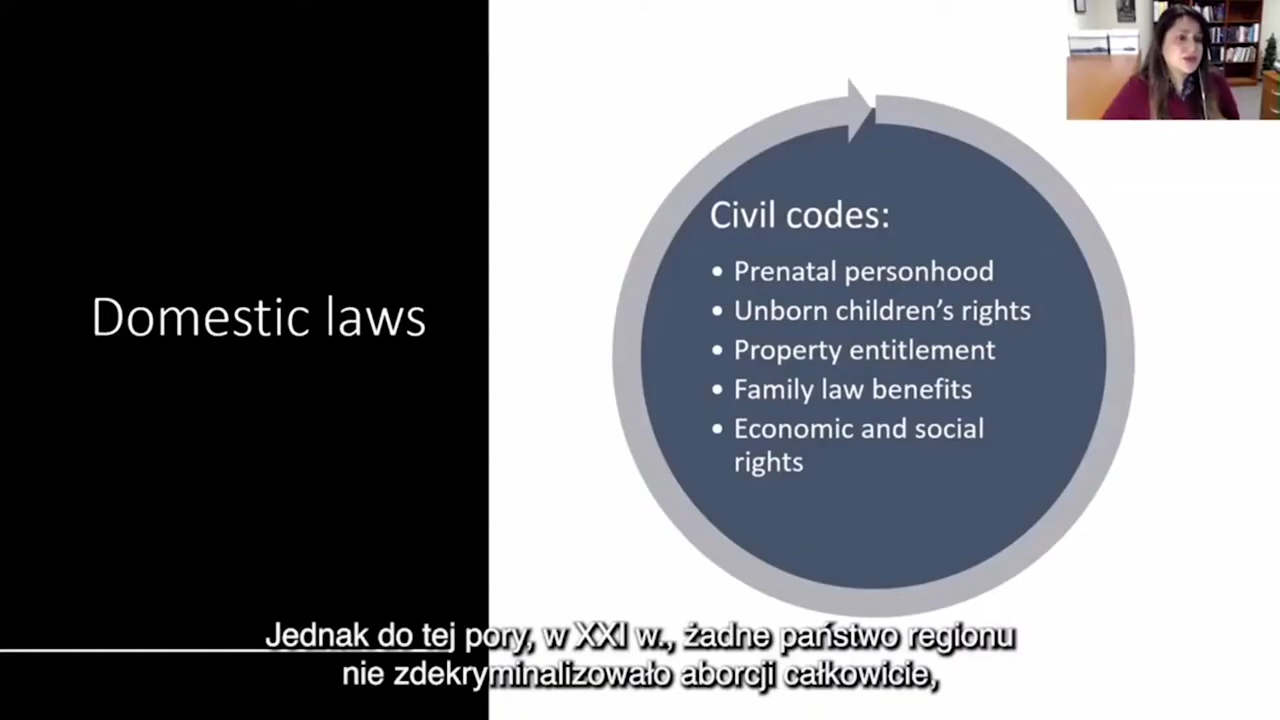 Domestic laws
Civil codes:
• Prenatal personhood
• Unborn children’s rights
• Property entitlement
• Family law benefits
• Economic and social
rights
Jednak do tej pory, w XXI w., żadne państwo regionu
nie zdekryminalizowało aborcji całkowicie,